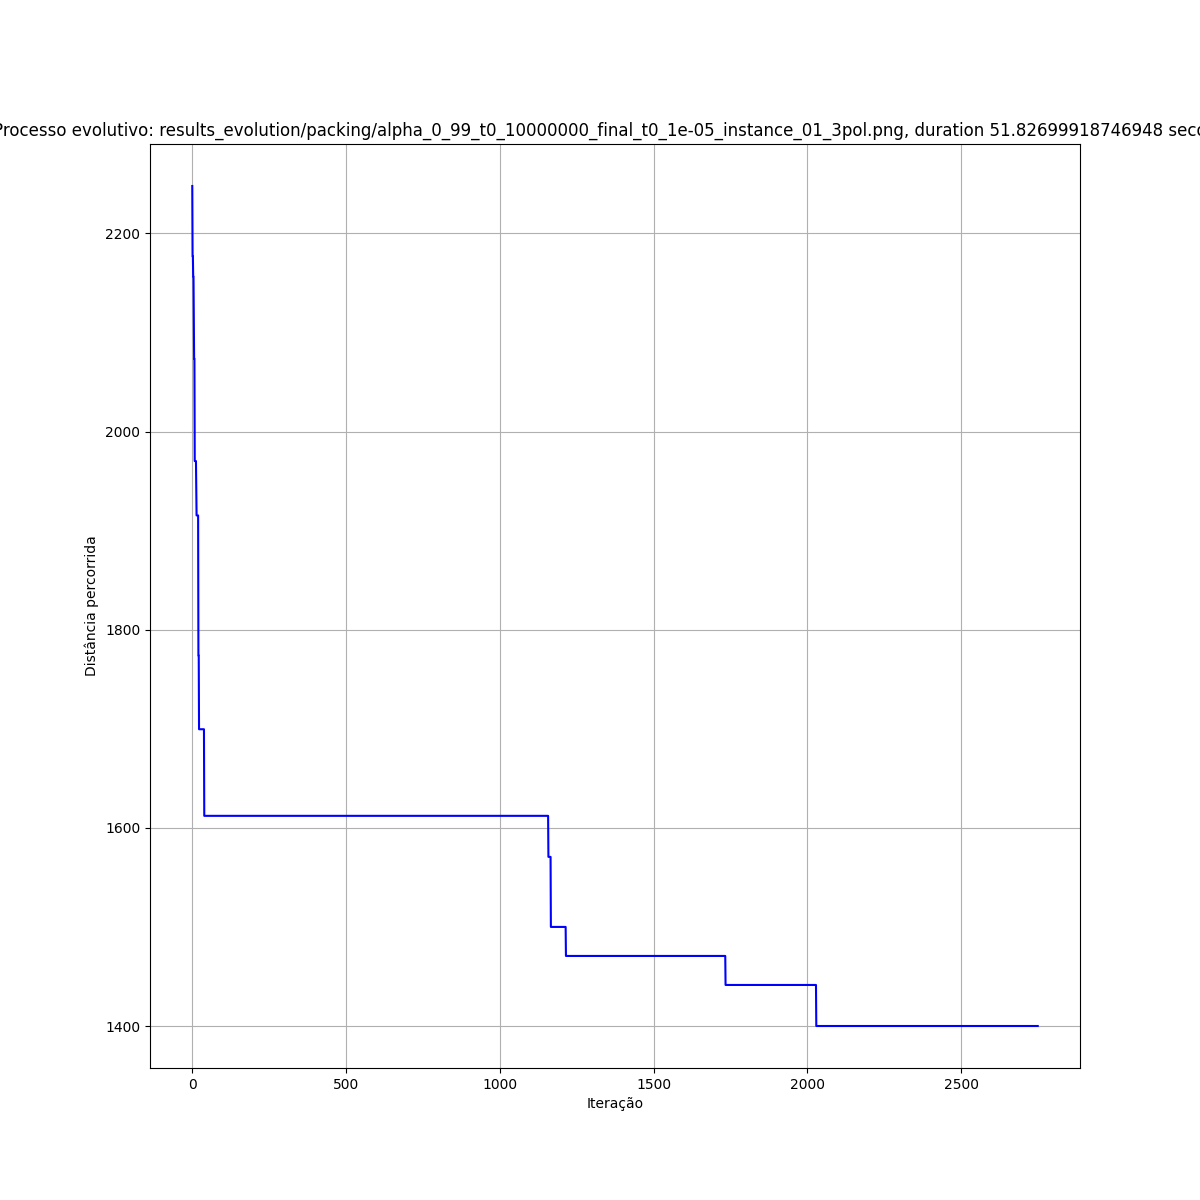 Processo evolutivo: results_evolution/packing/alpha_0_99_t0_10000000_final_t0_1e-05_instance_01_3pol.png, duration 51.82699918746948
2200
2000
1800
1600
1400
Distância percorrida
0 500 1000 1500 2000 2500
Iteração